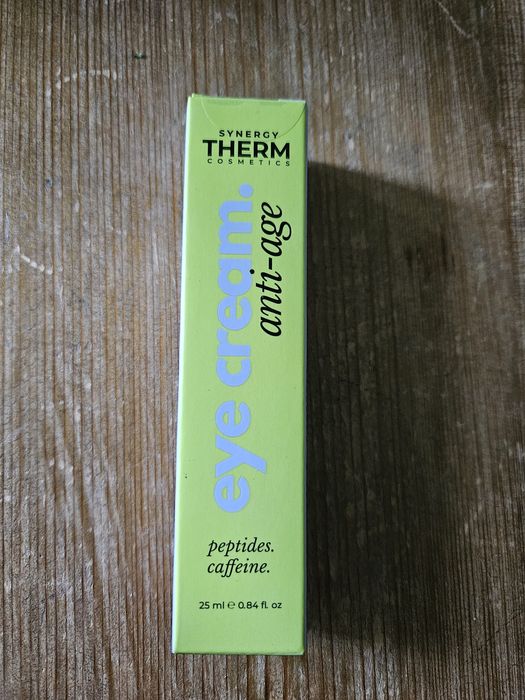 SYNERGY
THERM
COSMETICS
eye cream.
anti-age
peptides.
caffeine.
25 ml ℮ 0.84 fl. oz